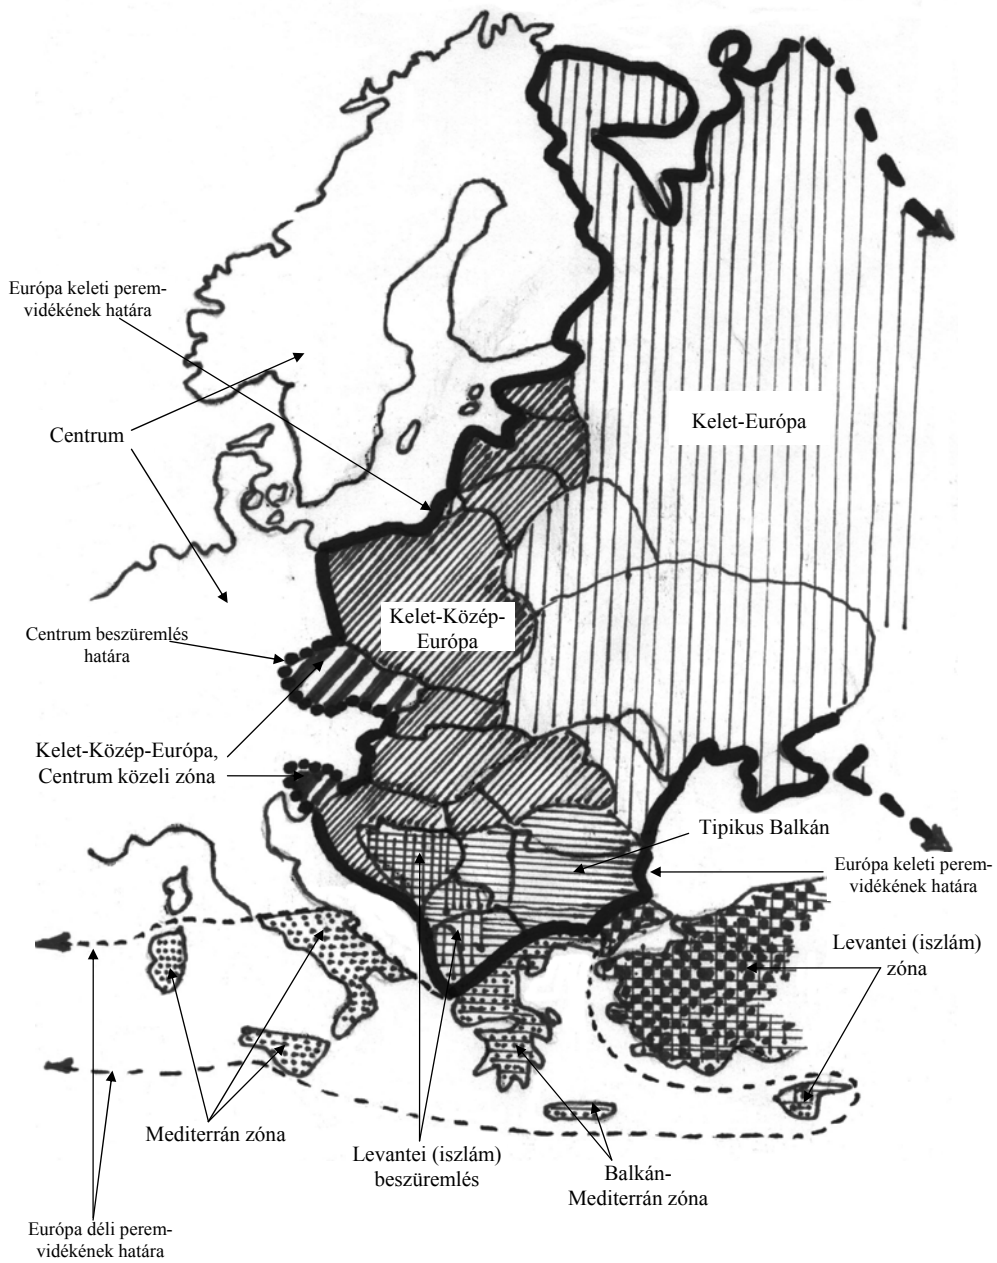 Európa keleti perem-
vidékének határa
Centrum
Kelet-Európa
Kelet-Közép-
Európa
Centrum beszüremlés
határa
Kelet-Közép-Európa,
Centrum közeli zóna
Tipikus Balkán
Európa keleti perem-
vidékének határa
Levantei (iszlám)
zóna
Mediterrán zóna
Levantei (iszlám)
beszüremlés
Balkán-
Mediterrán zóna
Európa déli perem-
vidékének határa